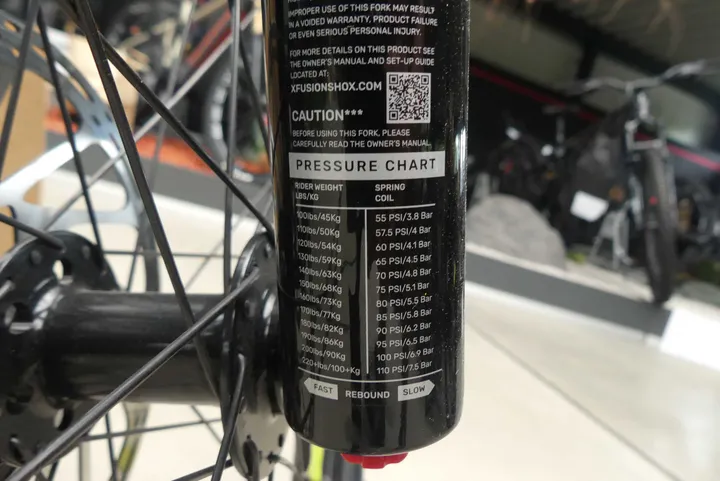 IMPROPER USE OF THIS FORK MAY RESULT
IN A VOIDED WARRANTY, PRODUCT FAILURE
OR EVEN SERIOUS PERSONAL INJURY.
FOR MORE DETAILS ON THIS PRODUCT SEE
THE OWNER'S MANUAL AND SET-UP GUIDE
LOCATED AT:
XFUSIONSHOX.COM
CAUTION***
BEFORE USING THIS FORK, PLEASE
CAREFULLY READ THE OWNER'S MANUAL.
PRESSURE CHART
RIDER WEIGHT SPRING
LBS/KG COIL
100lbs/45Kg 55 PSI/3.8 Bar
110lbs/50Kg 57.5 PSI/4 Bar
120lbs/54Kg 60 PSI/4.1 Bar
130lbs/59Kg 65 PSI/4.5 Bar
140lbs/63Kg 70 PSI/4.8 Bar
150lbs/68Kg 75 PSI/5.1 Bar
160lbs/73Kg 80 PSI/5.5 Bar
170lbs/77Kg 85 PSI/5.8 Bar
180lbs/82Kg 90 PSI/6.2 Bar
190lbs/86Kg 95 PSI/6.5 Bar
200lbs/90Kg 100 PSI/6.9 Bar
220+lbs/100+Kg 110 PSI/7.5 Bar
FAST REBOUND SLOW